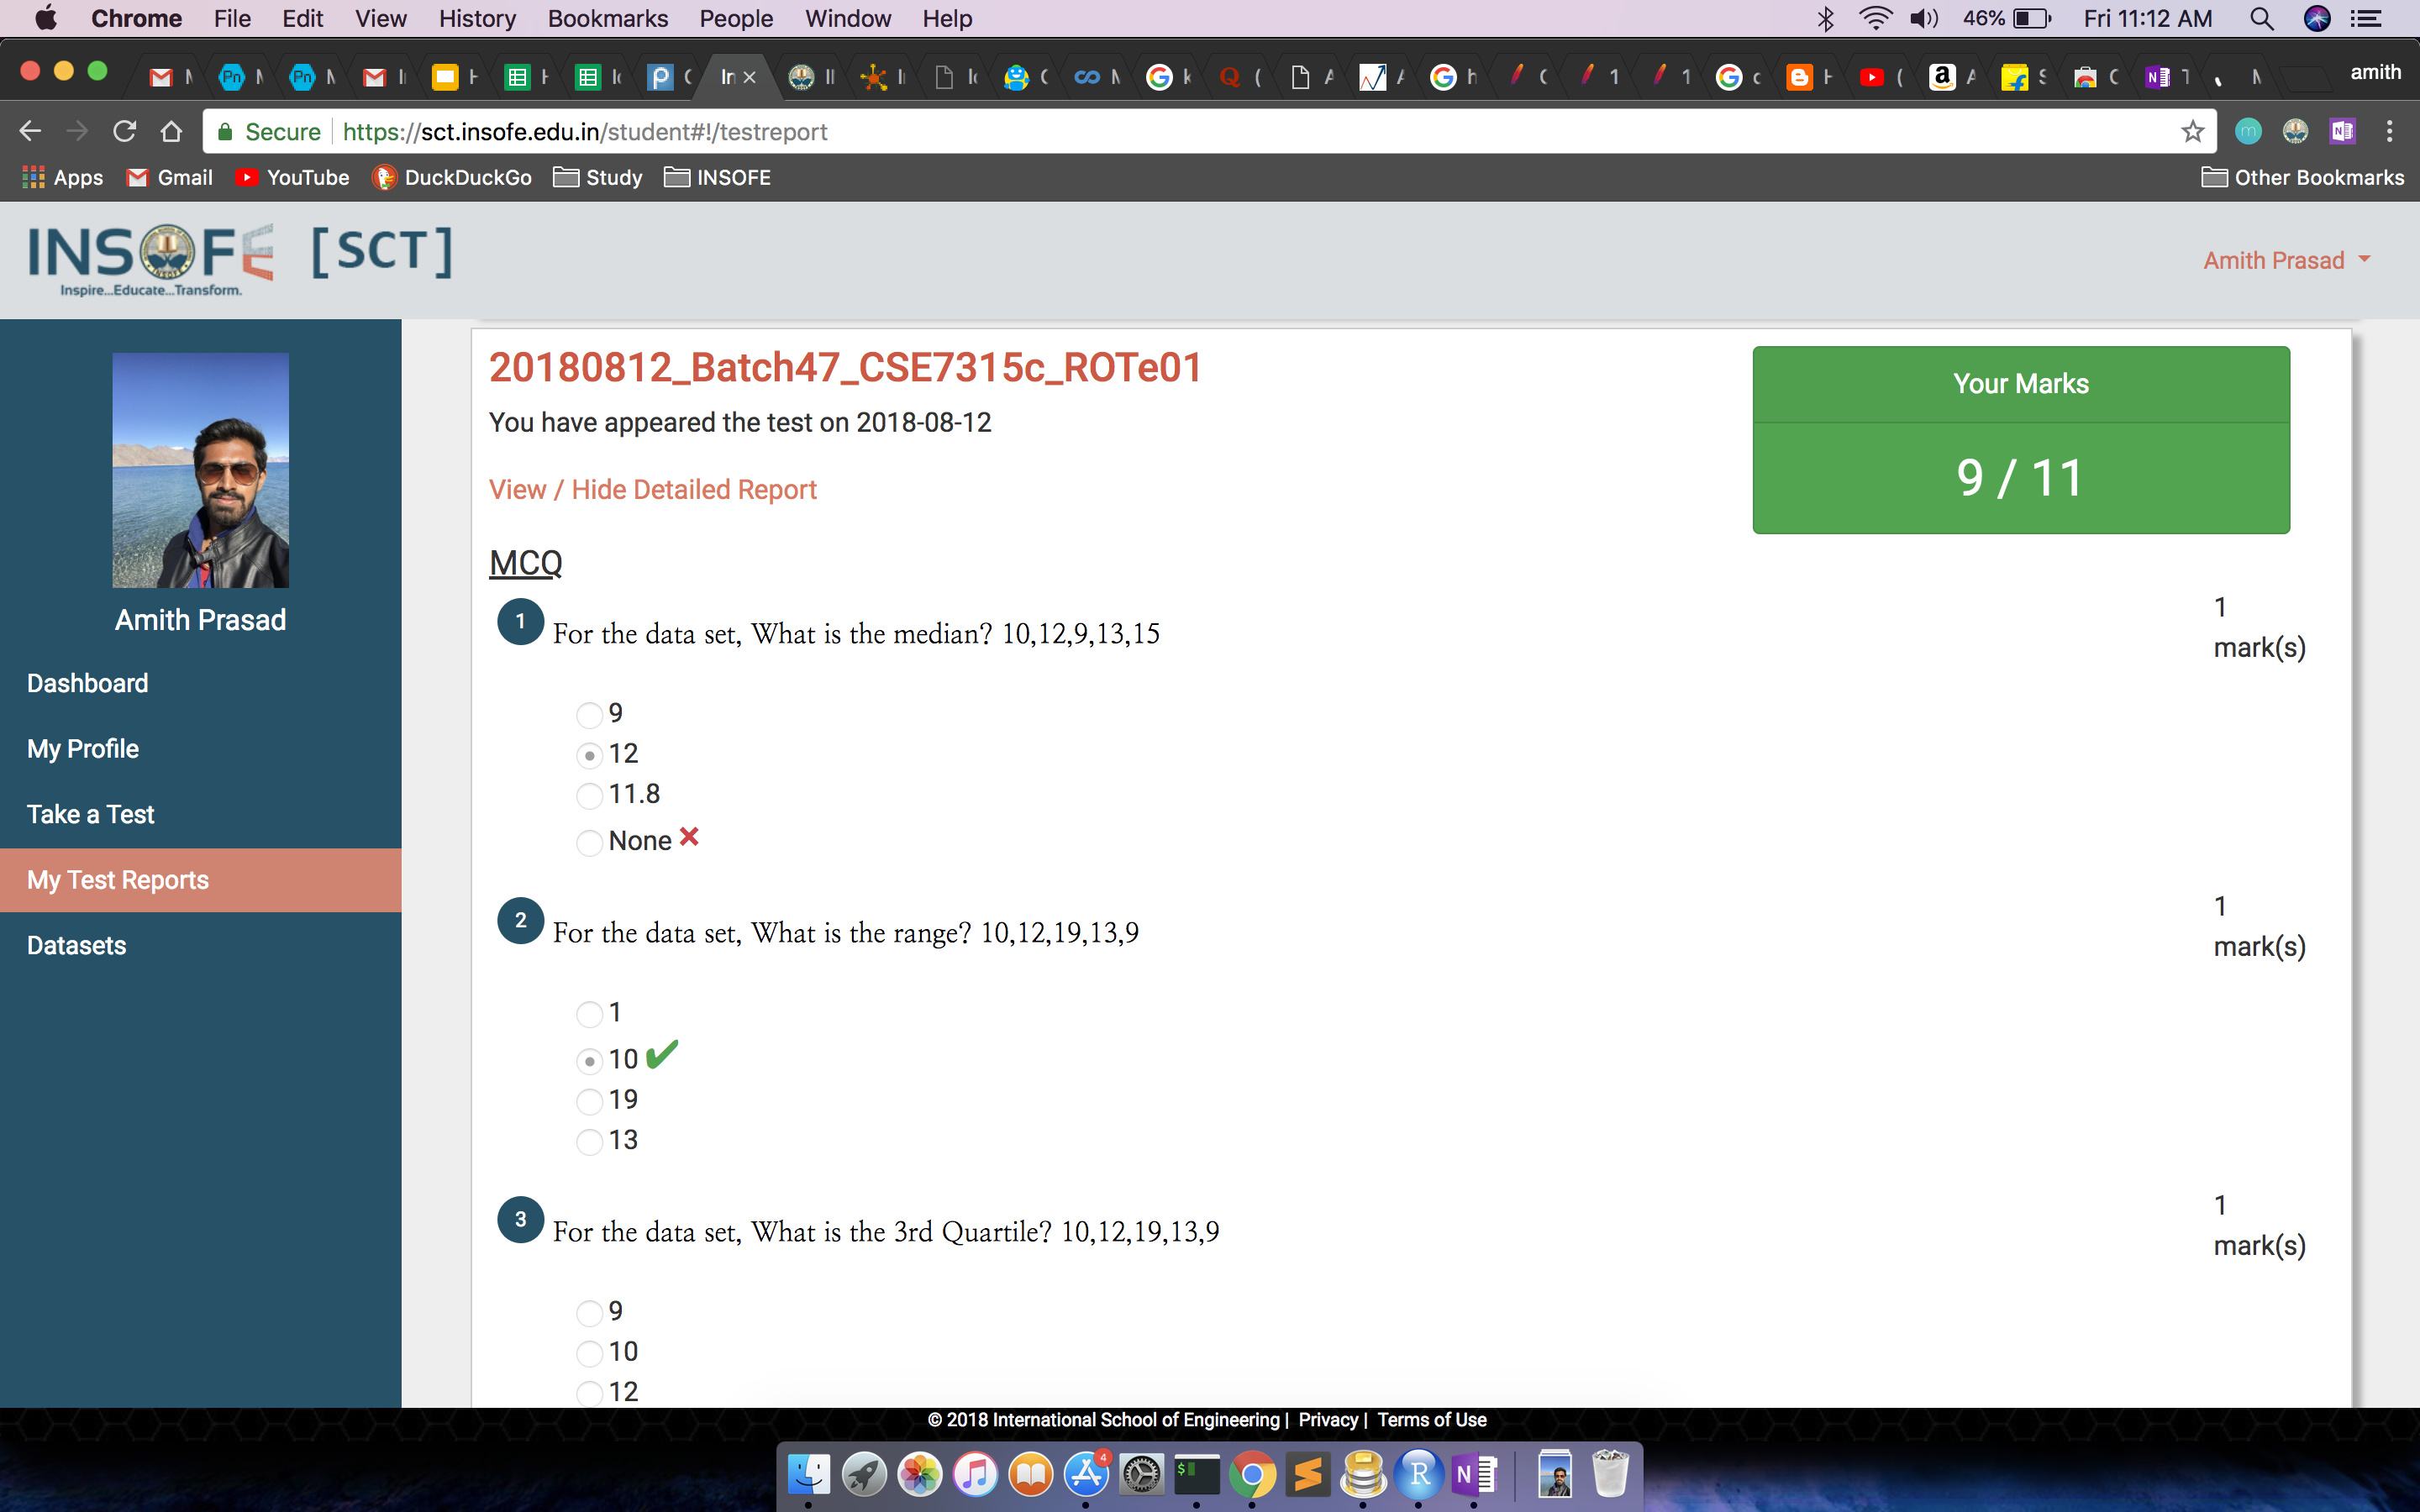 Chrome File Edit View History Bookmarks People Window Help 46% Fri 11:12 AM
amith
Secure https://sct.insofe.edu.in/student#!/testreport
Apps Gmail YouTube DuckDuckGo Study INSOFE Other Bookmarks
INSOFE [SCT]
Inspire...Educate...Transform.
Amith Prasad
Amith Prasad
Dashboard
My Profile
Take a Test
My Test Reports
Datasets
20180812_Batch47_CSE7315c_ROTe01
You have appeared the test on 2018-08-12
View / Hide Detailed Report
Your Marks
9 / 11
MCQ
1 For the data set, What is the median? 10,12,9,13,15
1
mark(s)
9
12
11.8
None
2 For the data set, What is the range? 10,12,19,13,9
1
mark(s)
1
10
19
13
3 For the data set, What is the 3rd Quartile? 10,12,19,13,9
1
mark(s)
9
10
12
© 2018 International School of Engineering | Privacy | Terms of Use